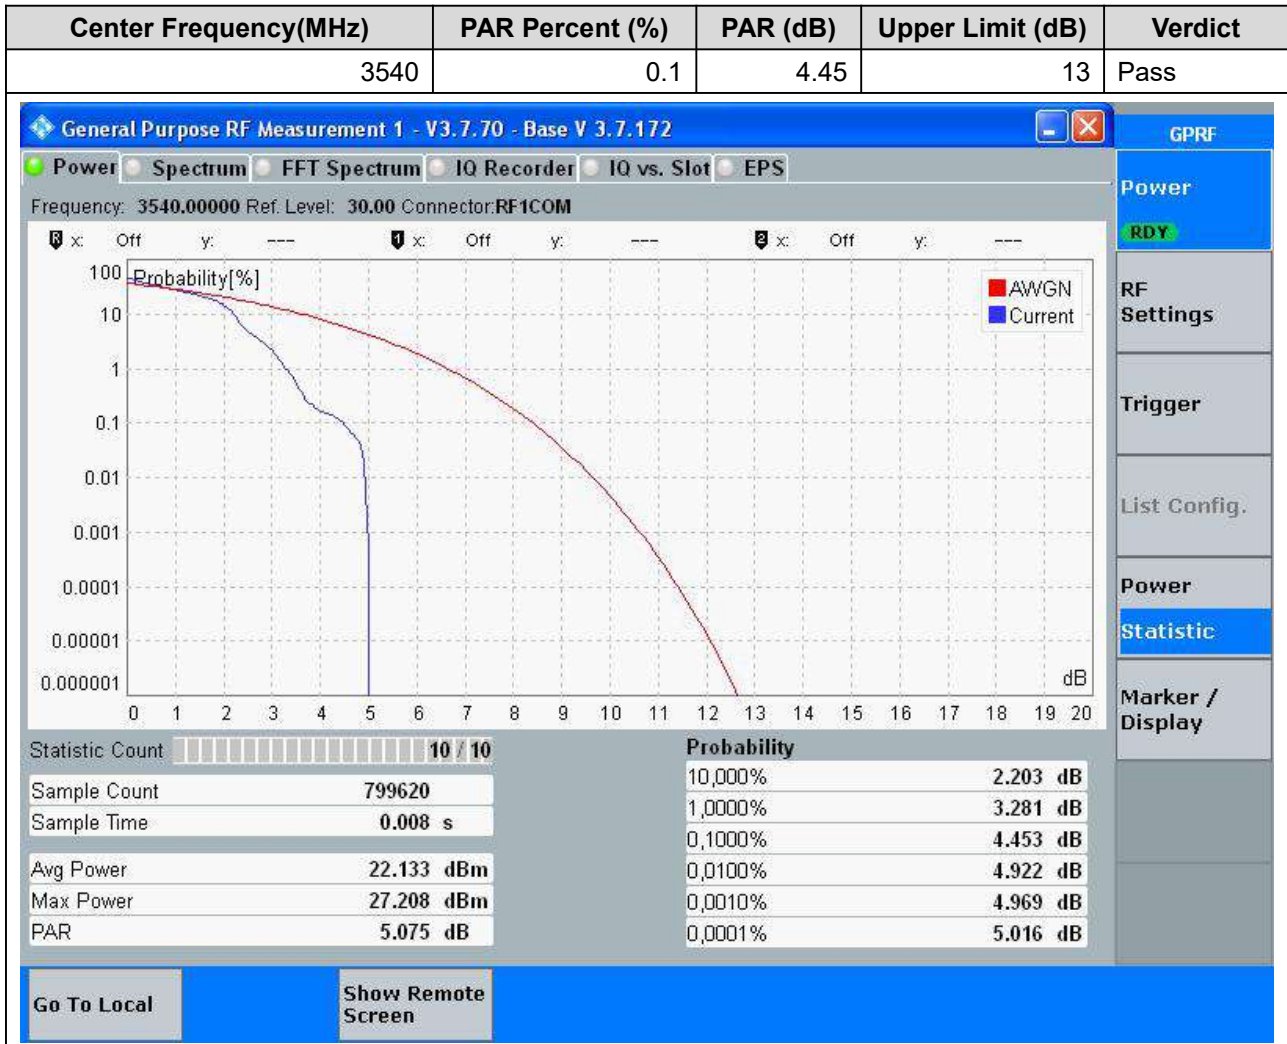 Center Frequency(MHz) PAR Percent (%) PAR (dB) Upper Limit (dB) Verdict
3540 0.1 4.45 13 Pass
General Purpose RF Measurement 1 - V3.7.70 - Base V 3.7.172
GPRF
Power Spectrum FFT Spectrum IQ Recorder IQ vs. Slot EPS
Frequency: 3540.00000 Ref. Level: 30.00 Connector:RF1COM
R x: Off y: --- 1 x: Off y: --- 2 x: Off y: ---
Probability[%]
AWGN
Current
100
10
1
0.1
0.01
0.001
0.0001
0.00001
0.000001
dB
0 1 2 3 4 5 6 7 8 9 10 11 12 13 14 15 16 17 18 19 20
Statistic Count 10 / 10
Sample Count 799620
Sample Time 0.008 s
Avg Power 22.133 dBm
Max Power 27.208 dBm
PAR 5.075 dB
Probability
10,000% 2.203 dB
1,0000% 3.281 dB
0,1000% 4.453 dB
0,0100% 4.922 dB
0,0010% 4.969 dB
0,0001% 5.016 dB
Power
RDY
RF
Settings
Trigger
List Config.
Power
Statistic
Marker /
Display
Go To Local
Show Remote
Screen